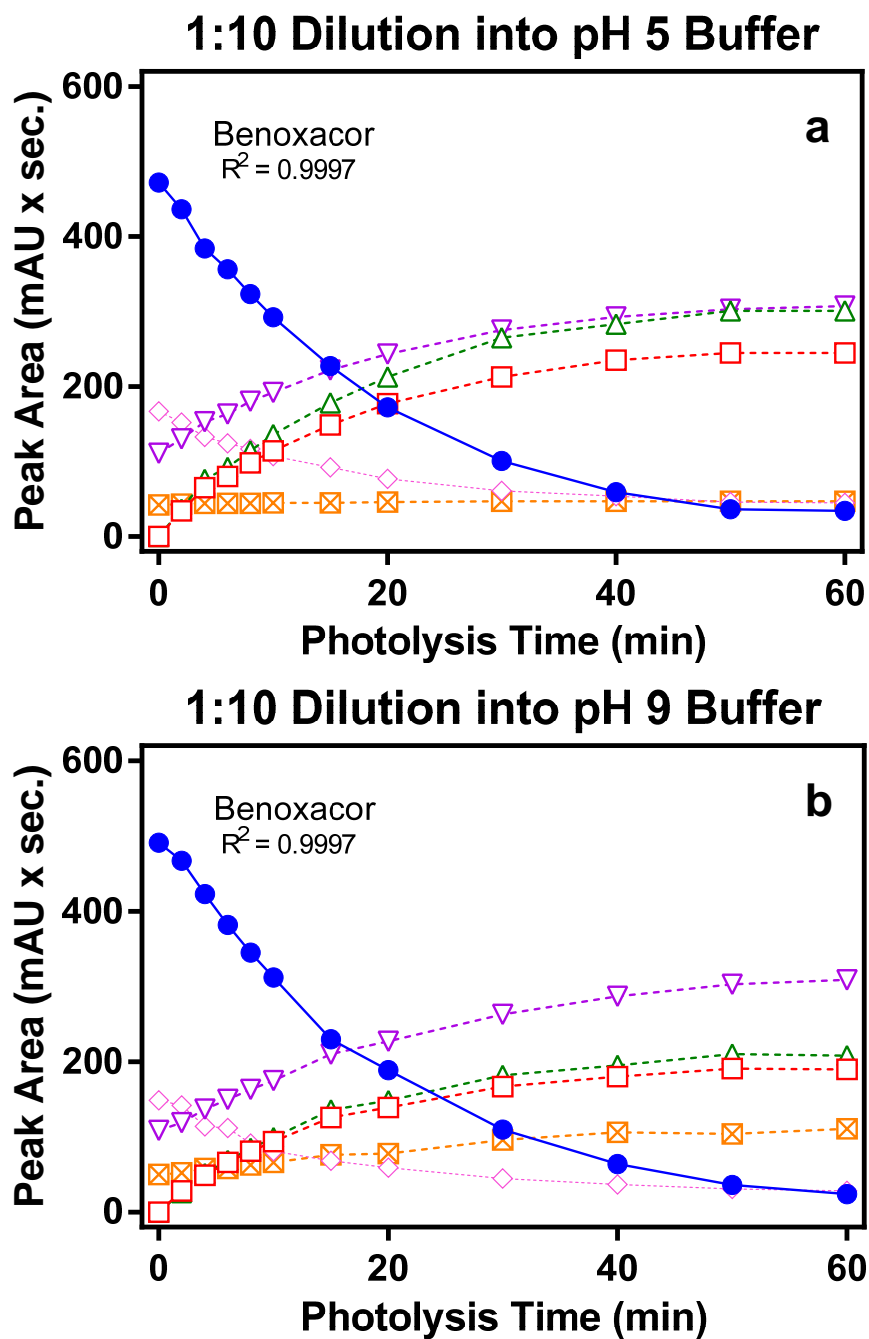 1:10 Dilution into pH 5 Buffer
Peak Area (mAU x sec.)
600
400
200
0
Benoxacor
R² = 0.9997
a
0 20 40 60
Photolysis Time (min)
1:10 Dilution into pH 9 Buffer
Peak Area (mAU x sec.)
600
400
200
0
Benoxacor
R² = 0.9997
b
0 20 40 60
Photolysis Time (min)